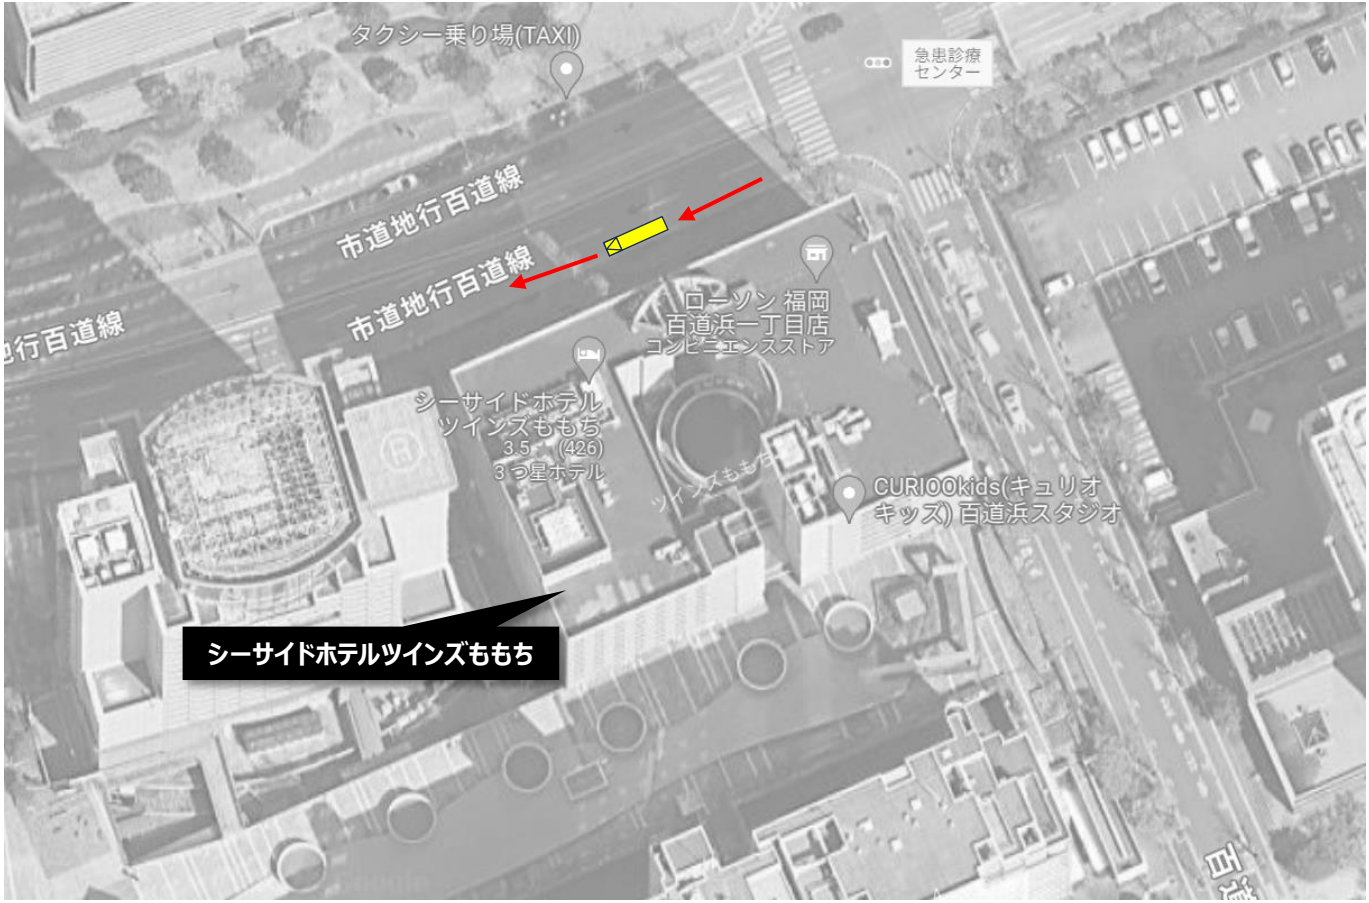 タクシー乗り場(TAXI)
急患診療
センター
市道地行百道線
市道地行百道線
行百道線
ローソン 福岡
百道浜一丁目店
コンビニエンスストア
シーサイドホテル
ツインズももち
3.5 (426)
3 つ星ホテル
ツインズももち
CURIOOkids(キュリオ
キッズ) 百道浜スタジオ
シーサイドホテルツインズももち
百道
H